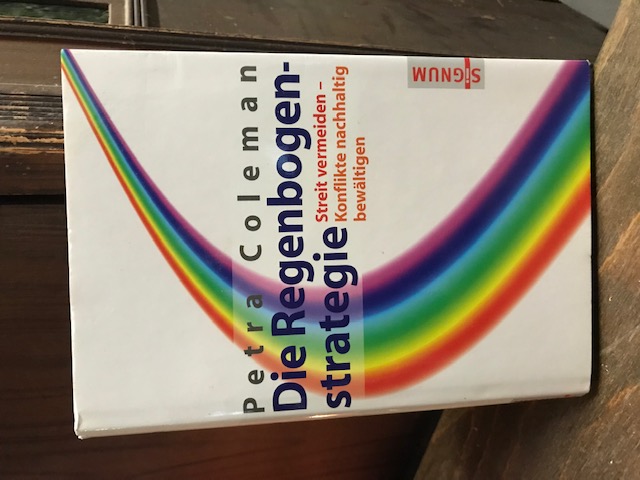 Petra Coleman
Die Regenbogen-
strategie
Streit vermeiden –
Konflikte nachhaltig
bewältigen
SIGNUM